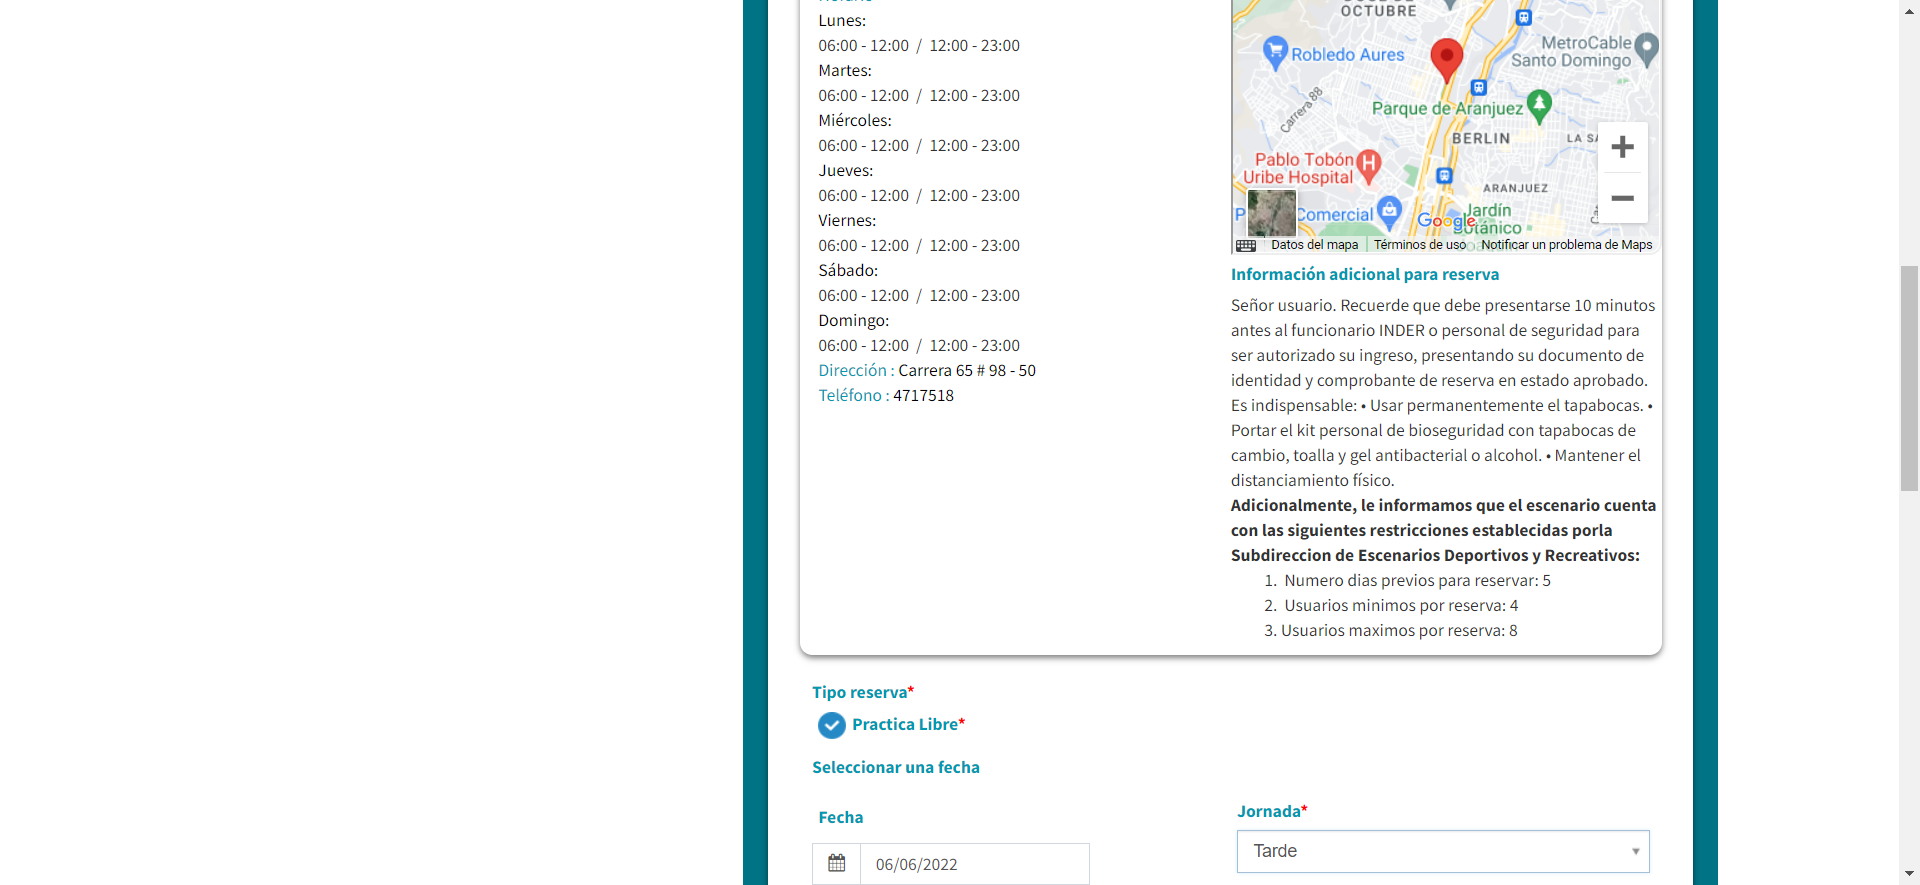 Lunes:
06:00 - 12:00 / 12:00 - 23:00
Martes:
06:00 - 12:00 / 12:00 - 23:00
Miércoles:
06:00 - 12:00 / 12:00 - 23:00
Jueves:
06:00 - 12:00 / 12:00 - 23:00
Viernes:
06:00 - 12:00 / 12:00 - 23:00
Sábado:
06:00 - 12:00 / 12:00 - 23:00
Domingo:
06:00 - 12:00 / 12:00 - 23:00
Dirección : Carrera 65 # 98 - 50
Teléfono : 4717518
OCTUBRE
Robledo Aures
MetroCable
Santo Domingo
Carrera 88
Parque de Aranjuez
BERLIN
LA
Pablo Tobón
Uribe Hospital
ARANJUEZ
Comercial
Google
Jardín
Botánico
Datos del mapa
Términos de uso
Notificar un problema de Maps
Información adicional para reserva
Señor usuario. Recuerde que debe presentarse 10 minutos
antes al funcionario INDER o personal de seguridad para
ser autorizado su ingreso, presentando su documento de
identidad y comprobante de reserva en estado aprobado.
Es indispensable: • Usar permanentemente el tapabocas. •
Portar el kit personal de bioseguridad con tapabocas de
cambio, toalla y gel antibacterial o alcohol. • Mantener el
distanciamiento físico.
Adicionalmente, le informamos que el escenario cuenta
con las siguientes restricciones establecidas porla
Subdireccion de Escenarios Deportivos y Recreativos:
1. Numero dias previos para reservar: 5
2. Usuarios minimos por reserva: 4
3. Usuarios maximos por reserva: 8
Tipo reserva*
Practica Libre*
Seleccionar una fecha
Fecha
06/06/2022
Jornada*
Tarde